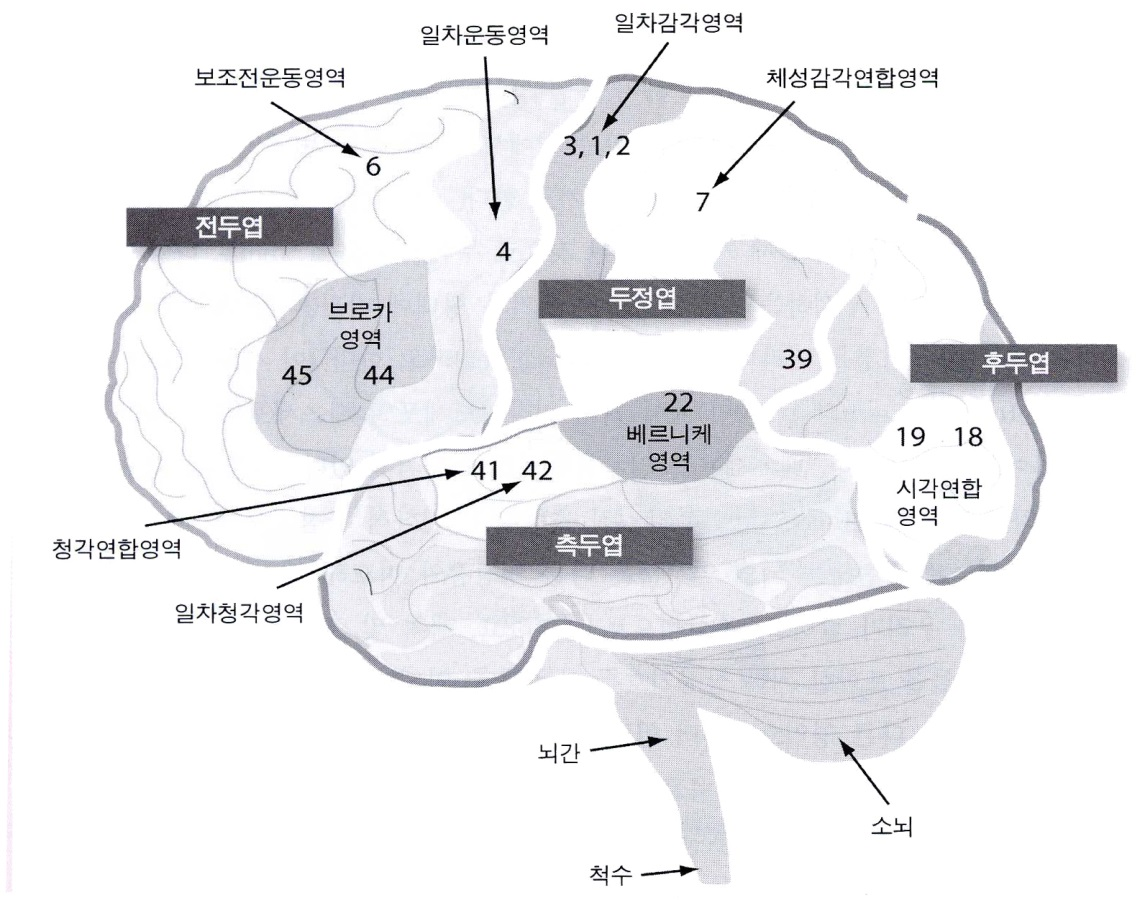 일차운동영역
일차감각영역
보조전운동영역
체성감각연합영역
6
3, 1, 2
7
전두엽
4
두정엽
브로카
영역
45 44
39
후두엽
22
베르니케
영역
19 18
41 42
시각연합
영역
청각연합영역
측두엽
일차청각영역
뇌간
소뇌
척수